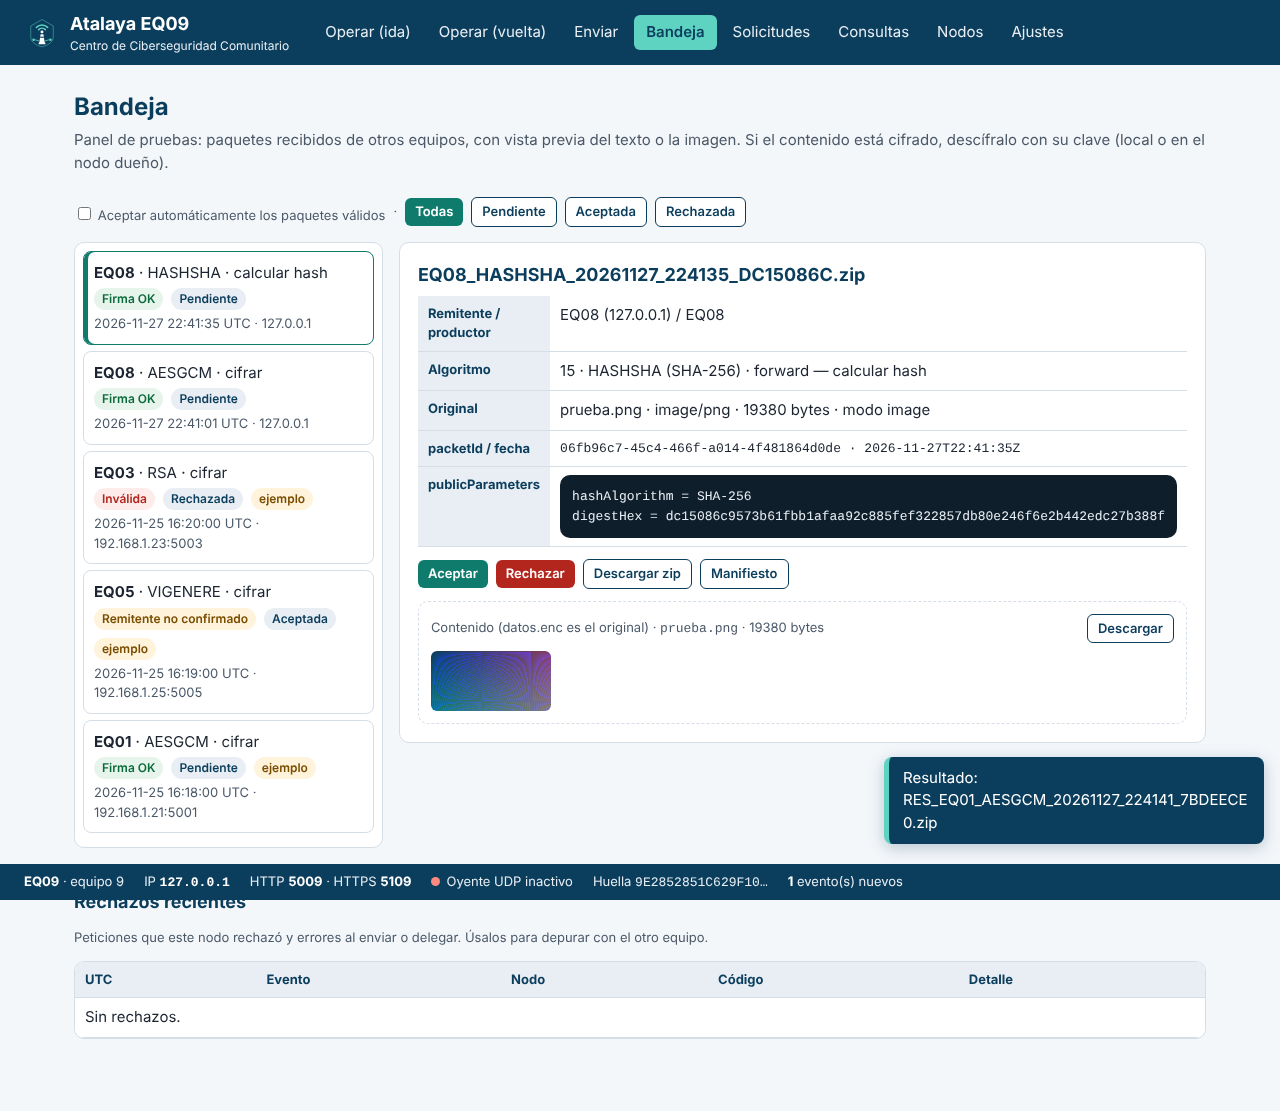 Atalaya EQ09
Centro de Ciberseguridad Comunitario
Operar (ida)
Operar (vuelta)
Enviar
Bandeja
Solicitudes
Consultas
Nodos
Ajustes
Bandeja
Panel de pruebas: paquetes recibidos de otros equipos, con vista previa del texto o la imagen. Si el contenido está cifrado, descífralo con su clave (local o en el
nodo dueño).
Aceptar automáticamente los paquetes válidos ·
Todas
Pendiente
Aceptada
Rechazada
EQ08 · HASHSHA · calcular hash
Firma OK
Pendiente
2026-11-27 22:41:35 UTC · 127.0.0.1
EQ08 · AESGCM · cifrar
Firma OK
Pendiente
2026-11-27 22:41:01 UTC · 127.0.0.1
EQ03 · RSA · cifrar
Inválida
Rechazada
ejemplo
2026-11-25 16:20:00 UTC ·
192.168.1.23:5003
EQ05 · VIGENERE · cifrar
Remitente no confirmado
Aceptada
ejemplo
2026-11-25 16:19:00 UTC ·
192.168.1.25:5005
EQ01 · AESGCM · cifrar
Firma OK
Pendiente
ejemplo
2026-11-25 16:18:00 UTC ·
192.168.1.21:5001
EQ08_HASHSHA_20261127_224135_DC15086C.zip
Remitente /
productor
EQ08 (127.0.0.1) / EQ08
Algoritmo
15 · HASHSHA (SHA-256) · forward — calcular hash
Original
prueba.png · image/png · 19380 bytes · modo image
packetId / fecha
06fb96c7-45c4-466f-a014-4f481864d0de · 2026-11-27T22:41:35Z
publicParameters
hashAlgorithm = SHA-256
digestHex = dc15086c9573b61fbb1afaa92c885fef322857db80e246f6e2b442edc27b388f
Aceptar
Rechazar
Descargar zip
Manifiesto
Contenido (datos.enc es el original) · prueba.png · 19380 bytes
Descargar
Resultado:
RES_EQ01_AESGCM_20261127_224141_7BDEECE
0.zip
EQ09 · equipo 9
IP 127.0.0.1
HTTP 5009 · HTTPS 5109
Oyente UDP inactivo
Huella 9E2852851C629F10…
1 evento(s) nuevos
Rechazos recientes
Peticiones que este nodo rechazó y errores al enviar o delegar. Úsalos para depurar con el otro equipo.
UTC
Evento
Nodo
Código
Detalle
Sin rechazos.